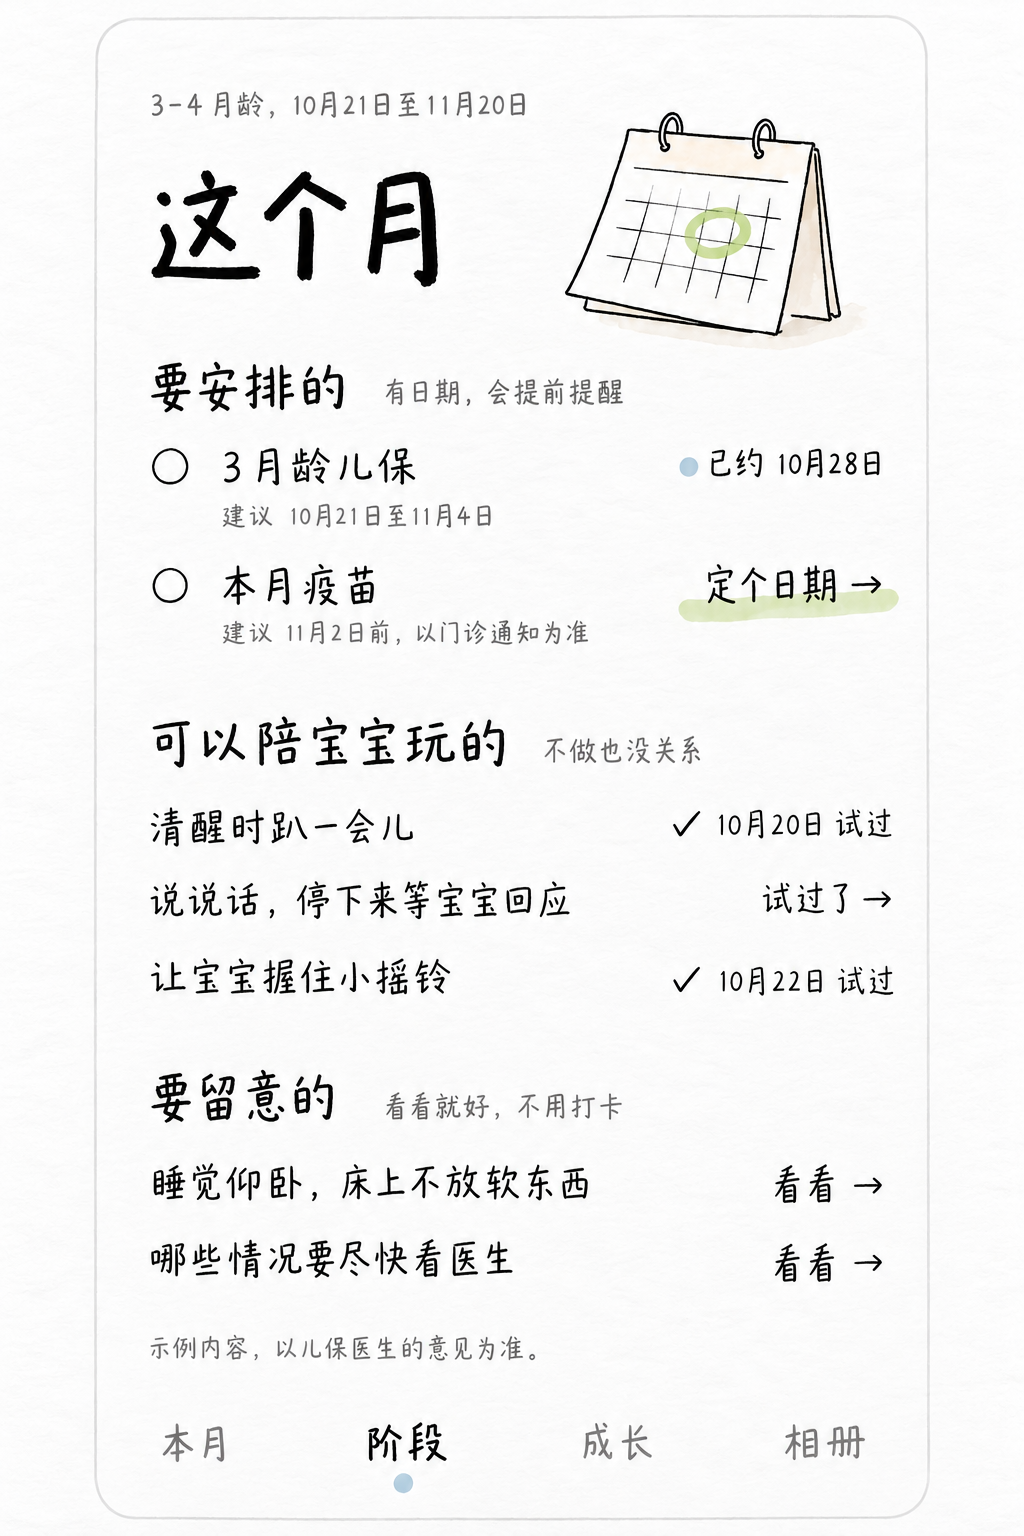 3-4 月龄，10月21日至11月20日
这个月
要安排的 有日期，会提前提醒
3 月龄儿保 已约 10月28日
建议 10月21日至11月4日
本月疫苗 定个日期 →
建议 11月2日前，以门诊通知为准
可以陪宝宝玩的 不做也没关系
清醒时趴一会儿 ✓ 10月20日 试过
说说话，停下来等宝宝回应 试过了 →
让宝宝握住小摇铃 ✓ 10月22日 试过
要留意的 看看就好，不用打卡
睡觉仰卧，床上不放软东西 看看 →
哪些情况要尽快看医生 看看 →
示例内容，以儿保医生的意见为准。
本月 阶段 成长 相册